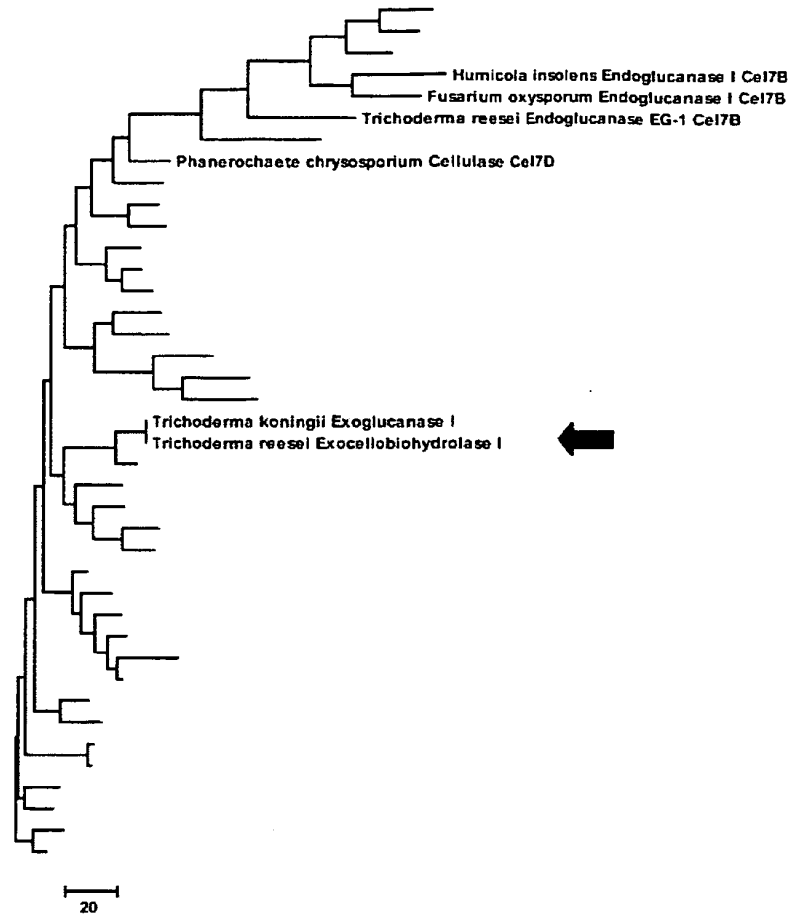 Humicola insolens Endoglucanase I Cel7B
Fusarium oxysporum Endoglucanase I Cel7B
Trichoderma reesei Endoglucanase EG-1 Cel7B
Phanerochaete chrysosporium Cellulase Cel7D
Trichoderma koningii Exoglucanase I
Trichoderma reesei Exocellobiohydrolase I
20